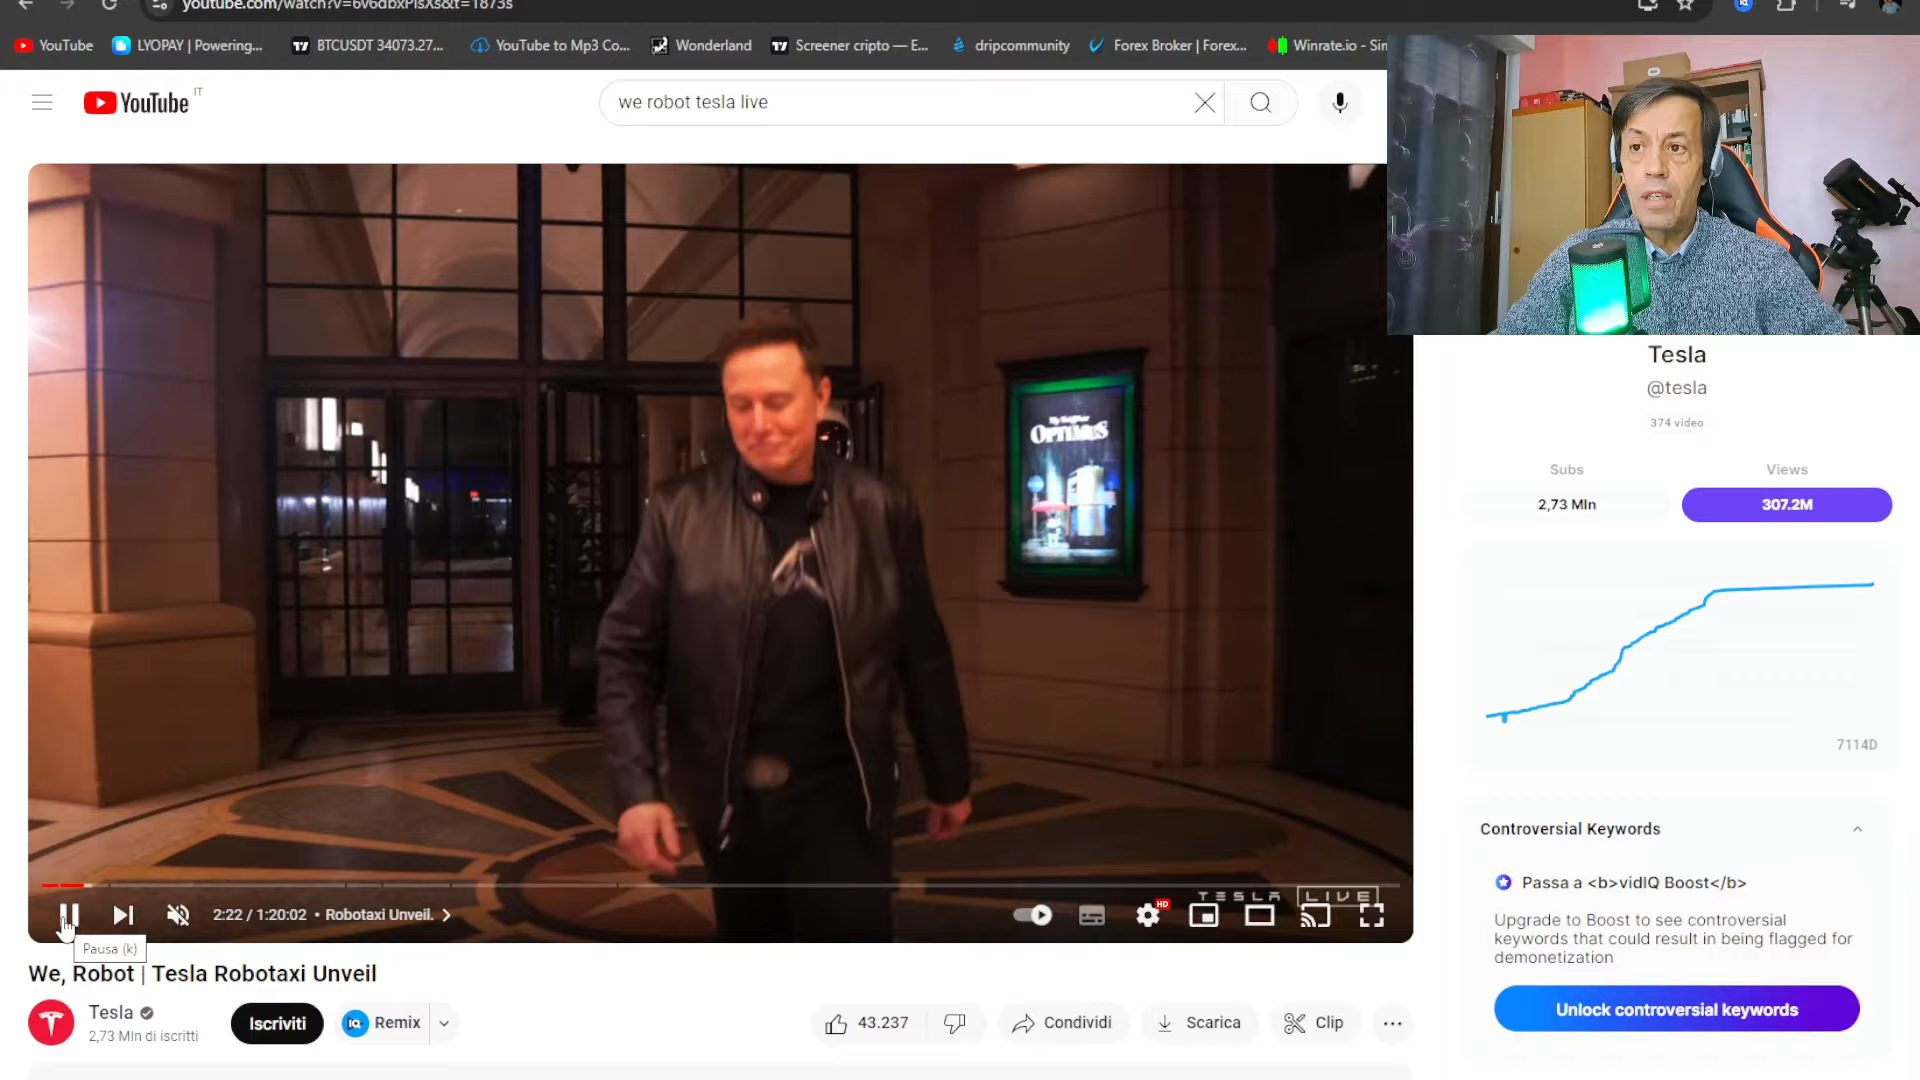 youtube.com/watch?v=6v6dbxPlsXs&t=1873s
YouTube
LYOPAY | Powering...
BTCUSDT 34073.27...
YouTube to Mp3 Co...
Wonderland
Screener cripto — E...
dripcommunity
Forex Broker | Forex...
Winrate.io - Sim
YouTube IT
we robot tesla live
OPTIMUS
TESLA LIVE
2:22 / 1:20:02 • Robotaxi Unveil.
HD
Pausa (k)
We, Robot | Tesla Robotaxi Unveil
Tesla
2,73 Mln di iscritti
Iscriviti
Remix
43.237
Condividi
Scarica
Clip
Tesla
@tesla
374 video
Subs
Views
2,73 Mln
307.2M
7114D
Controversial Keywords
Passa a <b>vidIQ Boost</b>
Upgrade to Boost to see controversial
keywords that could result in being flagged for
demonetization
Unlock controversial keywords